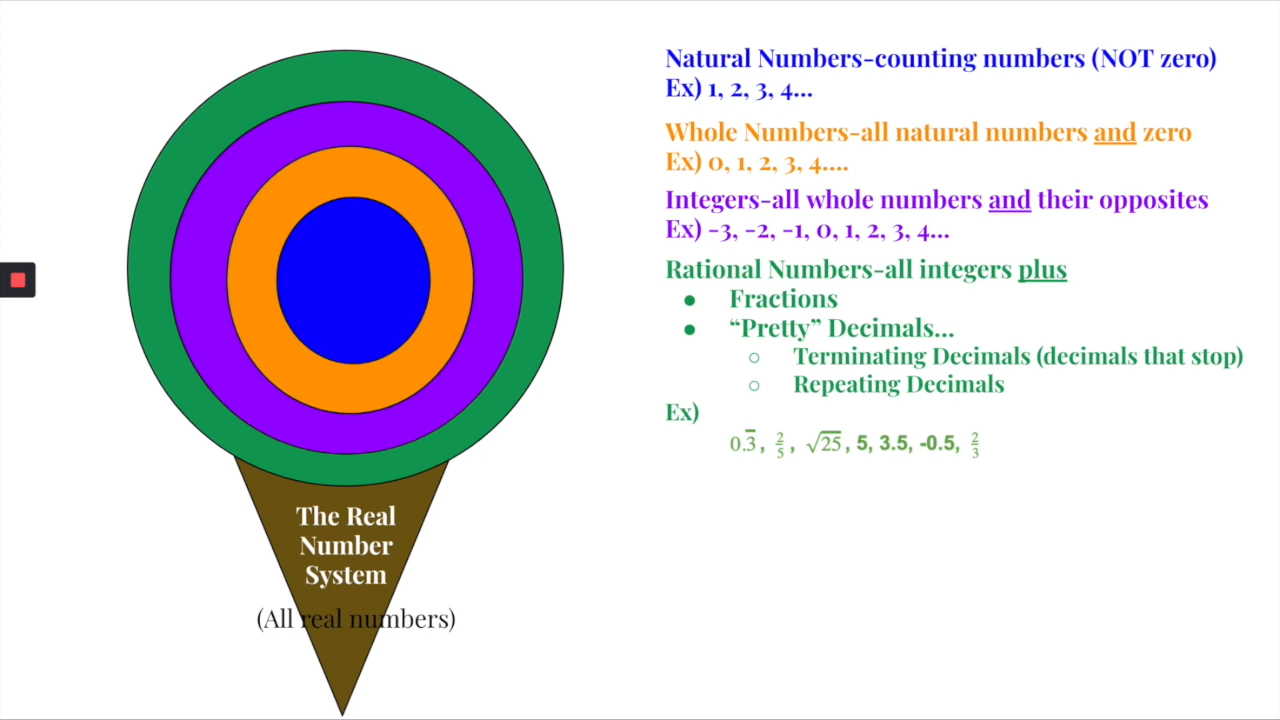 Natural Numbers-counting numbers (NOT zero)
Ex) 1, 2, 3, 4...
Whole Numbers-all natural numbers and zero
Ex) 0, 1, 2, 3, 4....
Integers-all whole numbers and their opposites
Ex) -3, -2, -1, 0, 1, 2, 3, 4...
Rational Numbers-all integers plus
● Fractions
● “Pretty” Decimals...
○ Terminating Decimals (decimals that stop)
○ Repeating Decimals
Ex)
0.3̅, 2/5, √25, 5, 3.5, -0.5, 2/3
The Real
Number
System
(All real numbers)